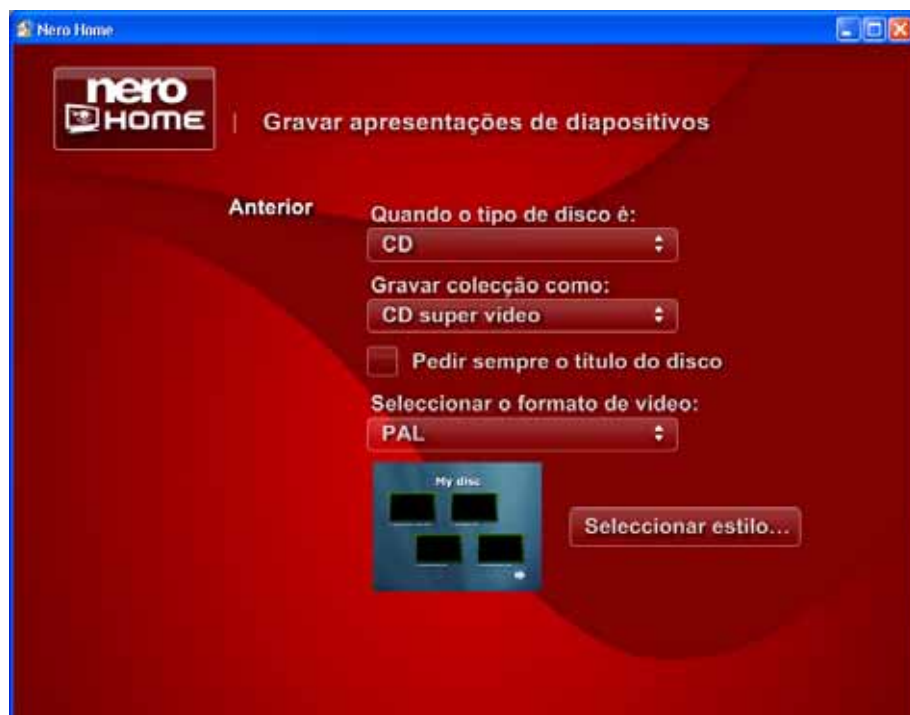 Nero Home
nero
HOME
Gravar apresentações de diapositivos
Anterior
Quando o tipo de disco é:
CD
Gravar colecção como:
CD super vídeo
Pedir sempre o título do disco
Seleccionar o formato de vídeo:
PAL
My disc
Seleccionar estilo...